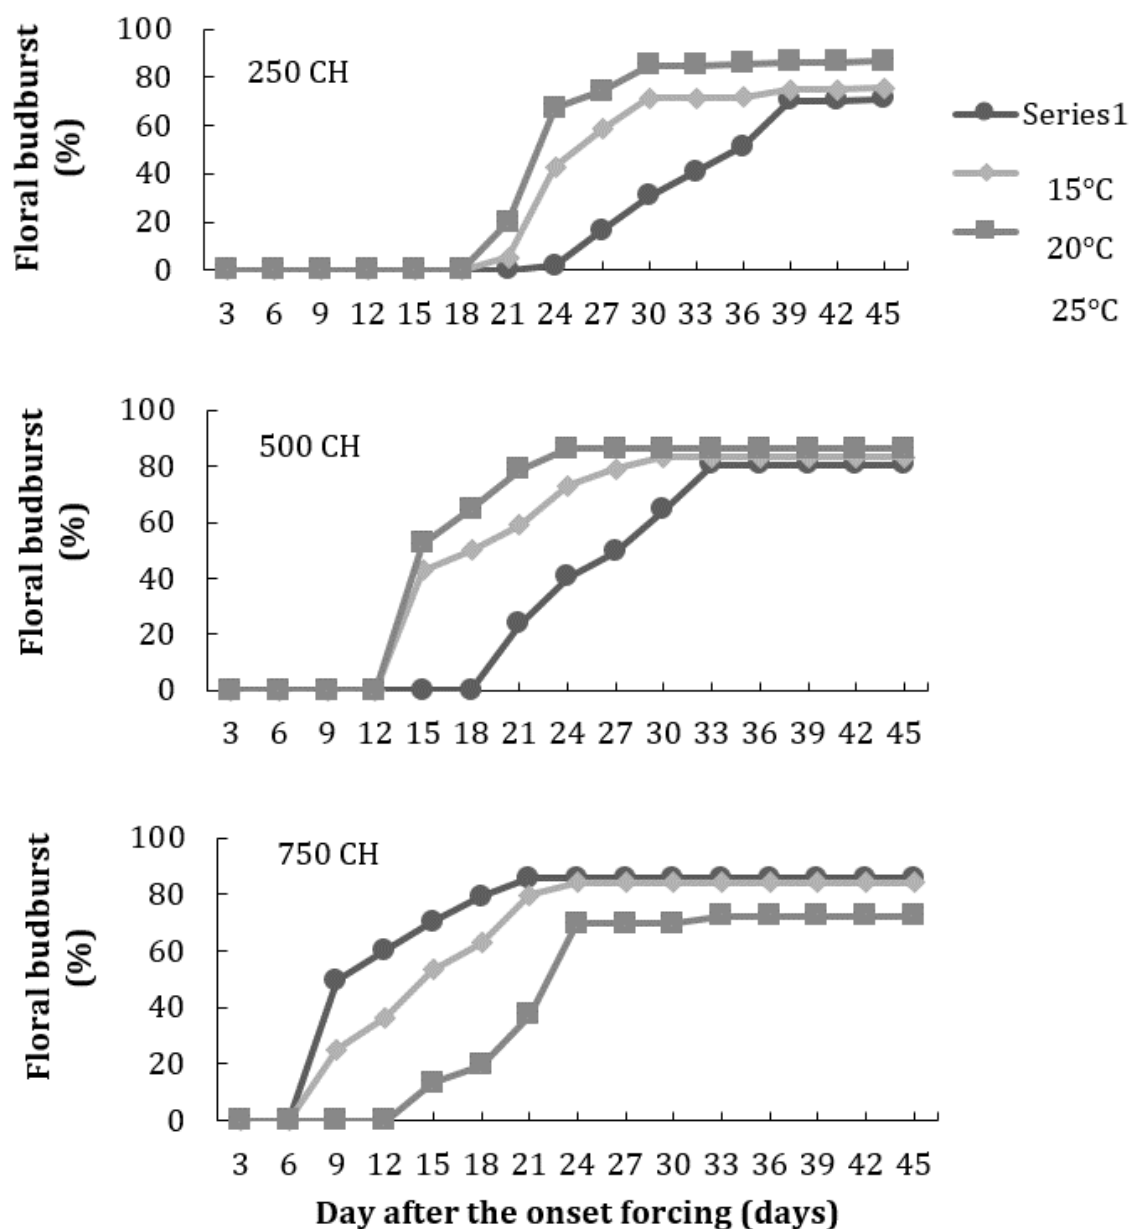 100
80
60
40
20
0
Floral budburst
(%)
250 CH
3 6 9 12 15 18 21 24 27 30 33 36 39 42 45
Series1
15°C
20°C
25°C
100
80
60
40
20
0
Floral budburst
(%)
500 CH
3 6 9 12 15 18 21 24 27 30 33 36 39 42 45
100
80
60
40
20
0
Floral budburst
(%)
750 CH
3 6 9 12 15 18 21 24 27 30 33 36 39 42 45
Day after the onset forcing (days)